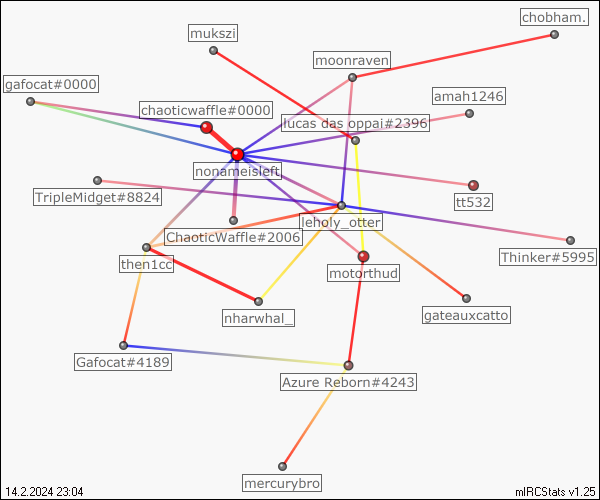 chobham.
mukszi
moonraven
gafocat#0000
amah1246
chaoticwaffle#0000
lucas das oppai#2396
nonameisleft
TripleMidget#8824
tt532
leholy_otter
ChaoticWaffle#2006
Thinker#5995
then1cc
motorthud
nharwhal_
gateauxcatto
Gafocat#4189
Azure Reborn#4243
mercurybro
14.2.2024 23:04
mIRCStats v1.25